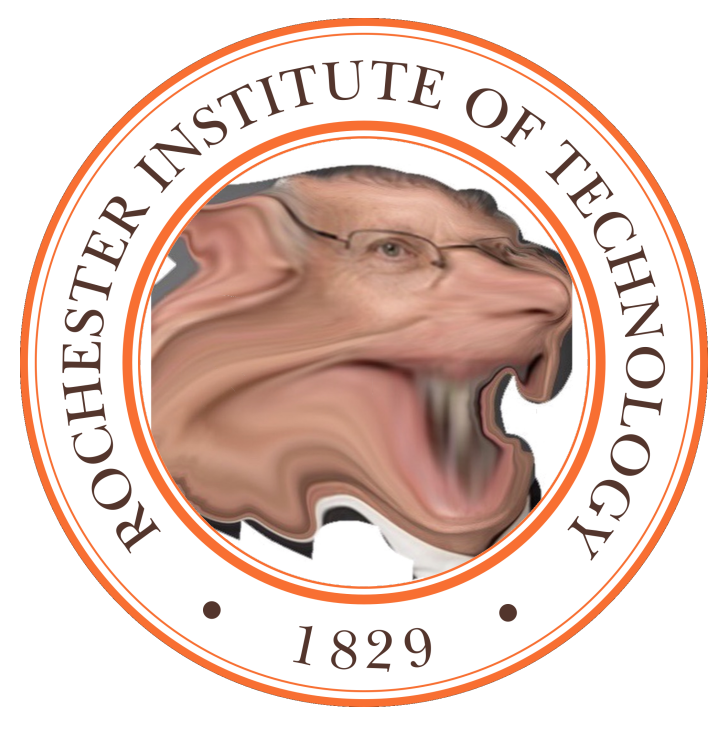 ROCHESTER INSTITUTE OF TECHNOLOGY
• 1829 •